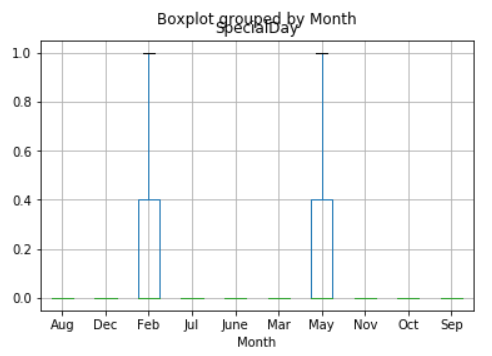 Boxplot grouped by Month
SpecialDay
1.0
0.8
0.6
0.4
0.2
0.0
Aug Dec Feb Jul June Mar May Nov Oct Sep
Month